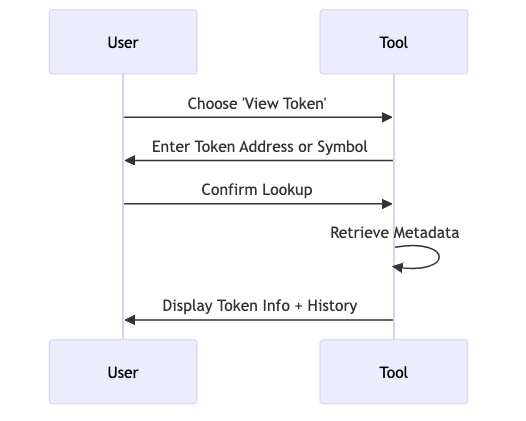 User
Tool
Choose 'View Token'
Enter Token Address or Symbol
Confirm Lookup
Retrieve Metadata
Display Token Info + History
User
Tool